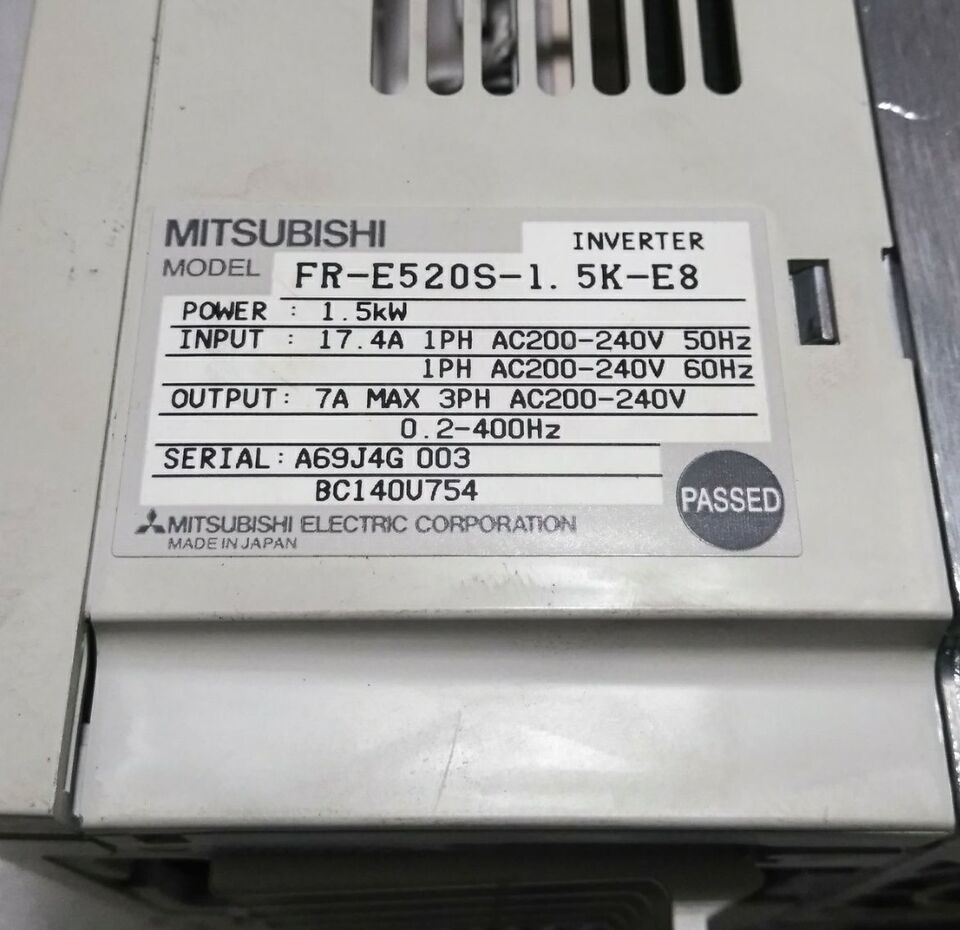 MITSUBISHI
INVERTER
MODEL FR-E520S-1.5K-E8
POWER : 1.5kW
INPUT : 17.4A 1PH AC200-240V 50Hz
1PH AC200-240V 60Hz
OUTPUT: 7A MAX 3PH AC200-240V
0.2-400Hz
SERIAL: A69J4G 003
BC140U754
PASSED
MITSUBISHI ELECTRIC CORPORATION
MADE IN JAPAN